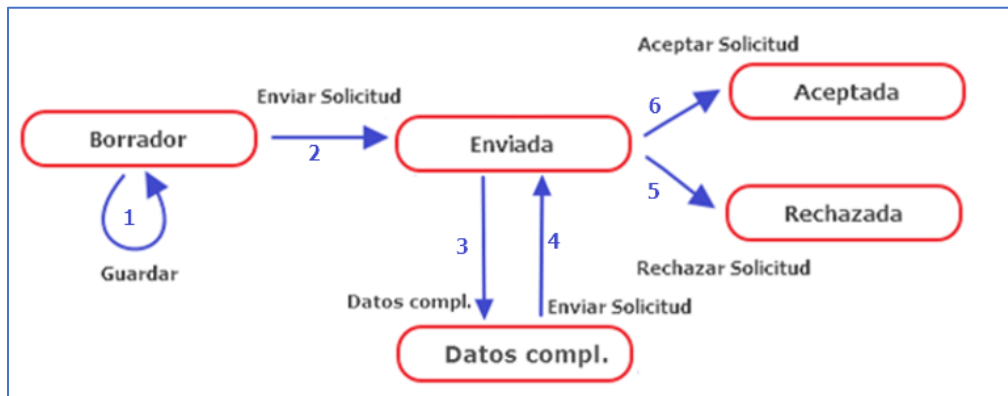 Aceptar Solicitud
Aceptada
6
Enviar Solicitud
Borrador
2
Enviada
5
Rechazada
1
3
4
Guardar
Rechazar Solicitud
Datos compl.
Enviar Solicitud
Datos compl.